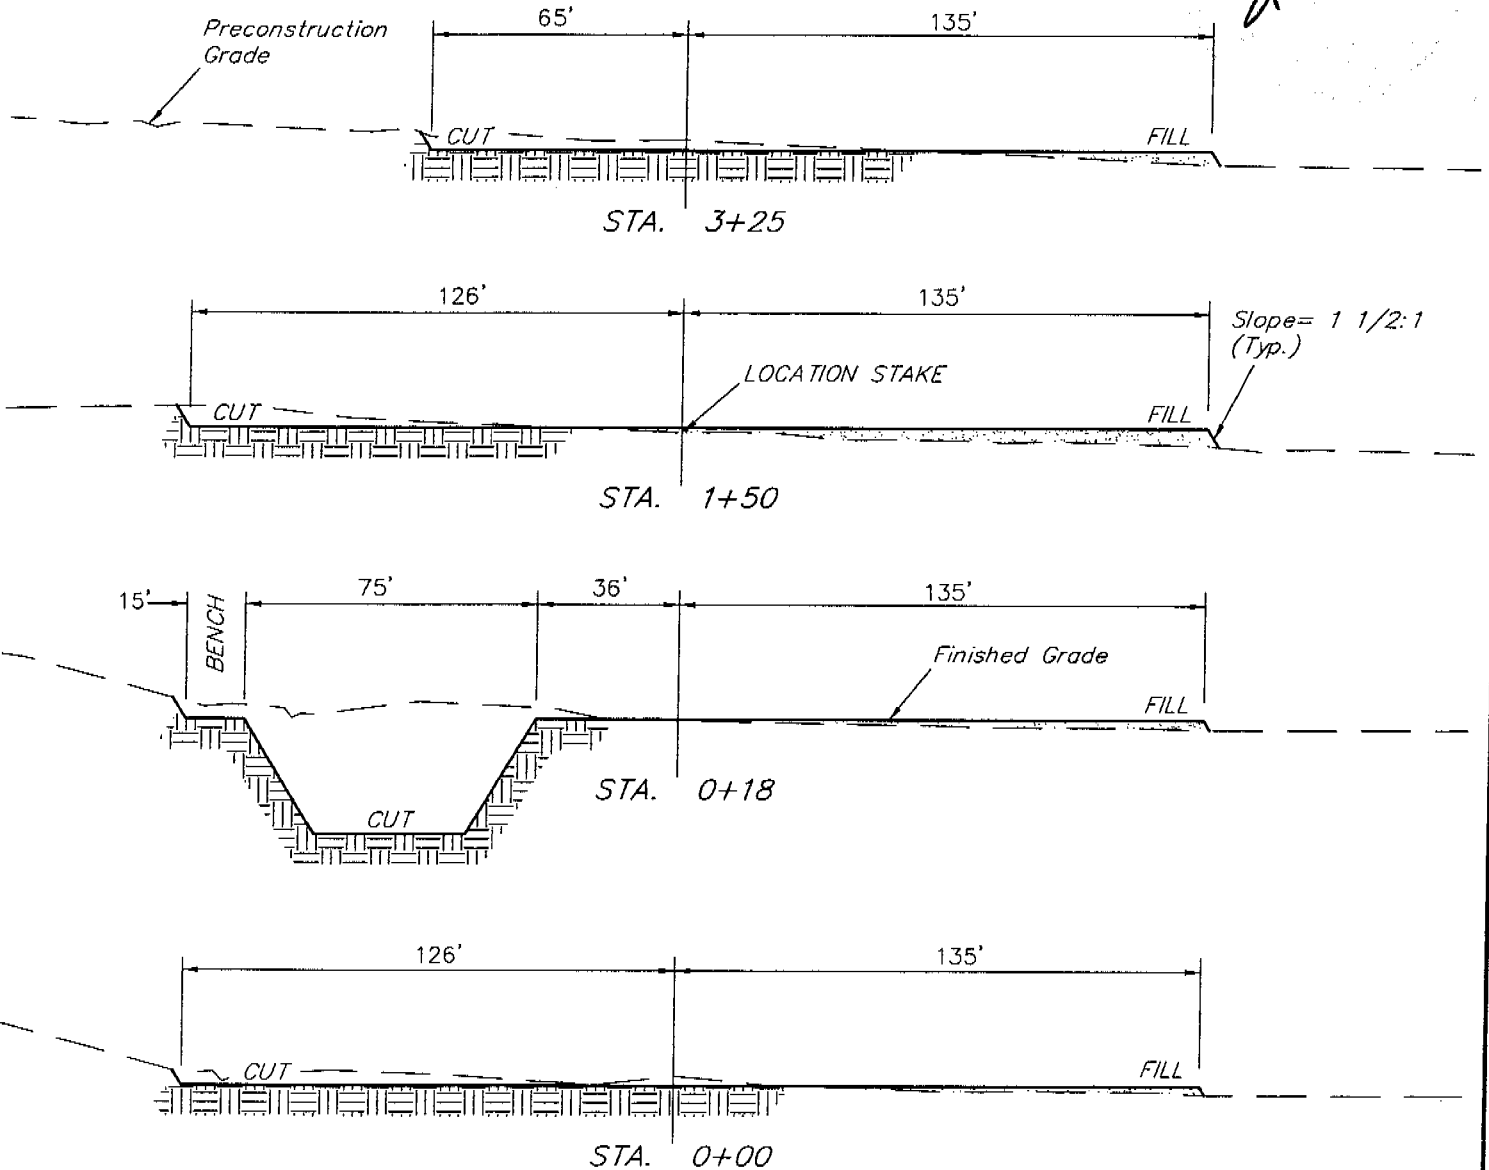 65'
135'
Preconstruction
Grade
CUT
FILL
STA. 3+25
126'
135'
Slope= 1 1/2:1
(Typ.)
LOCATION STAKE
CUT
FILL
STA. 1+50
15'
BENCH
75'
36'
135'
Finished Grade
FILL
STA. 0+18
CUT
126'
135'
CUT
FILL
STA. 0+00